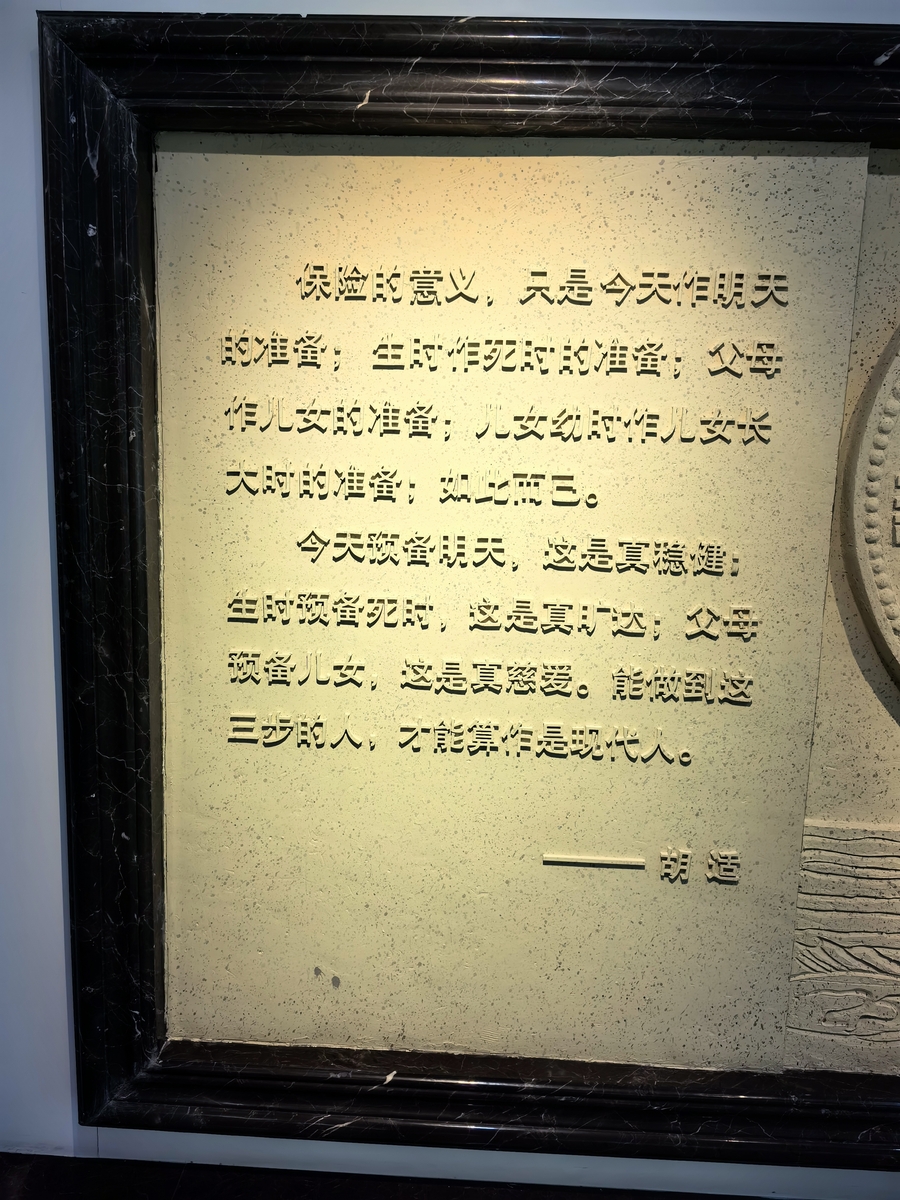 保险的意义，只是今天作明天
的准备；生时作死时的准备；父母
作儿女的准备；儿女幼时作儿女长
大时的准备；如此而已。
今天预备明天，这是真稳健；
生时预备死时，这是真旷达；父母
预备儿女，这是真慈爱。能做到这
三步的人，才能算作是现代人。
——胡适